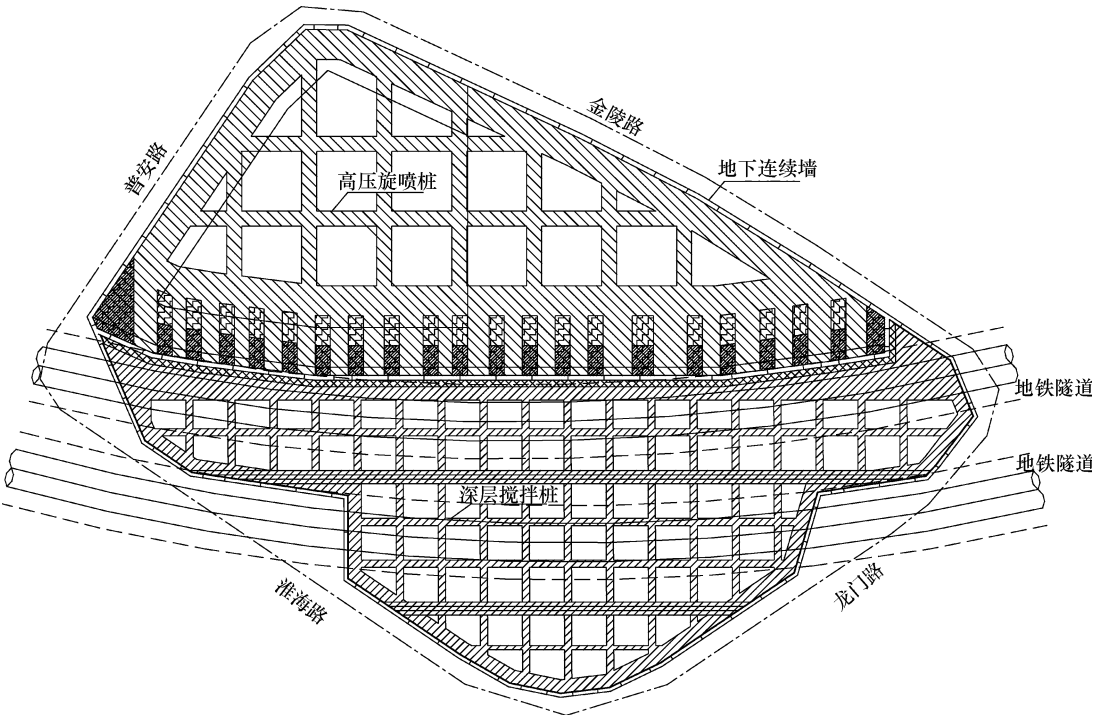 金陵路
普安路
地下连续墙
高压旋喷桩
地铁隧道
地铁隧道
深层搅拌桩
淮海路
龙门路